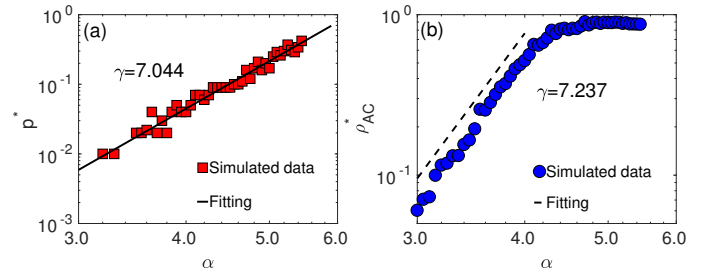 (a)
γ=7.044
10^0
10^-1
10^-2
10^-3
p*
Simulated data
Fitting
3.0 4.0 5.0 6.0
α
(b)
γ=7.237
10^0
10^-1
ρ*_AC
Simulated data
Fitting
3.0 4.0 5.0 6.0
α